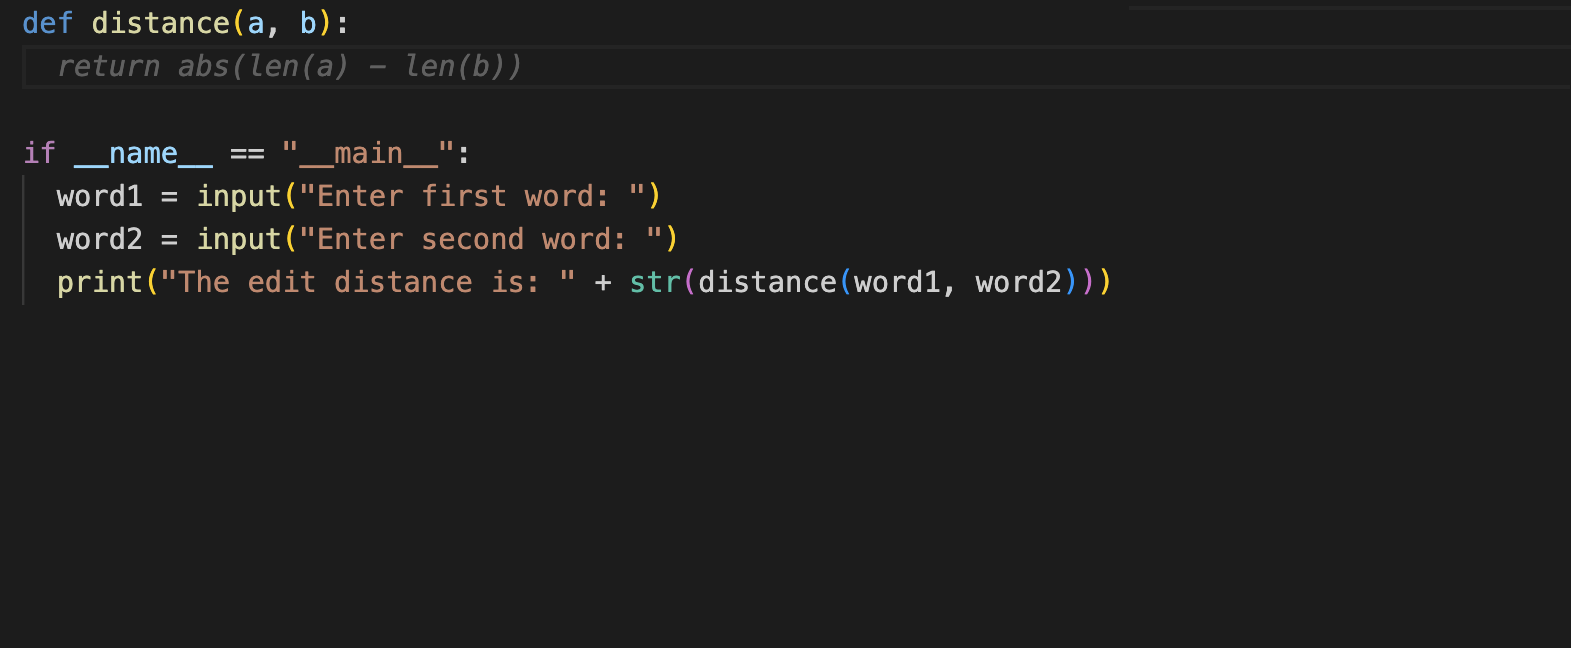 def distance(a, b):
  return abs(len(a) - len(b))
if __name__ == "__main__":
  word1 = input("Enter first word: ")
  word2 = input("Enter second word: ")
  print("The edit distance is: " + str(distance(word1, word2)))